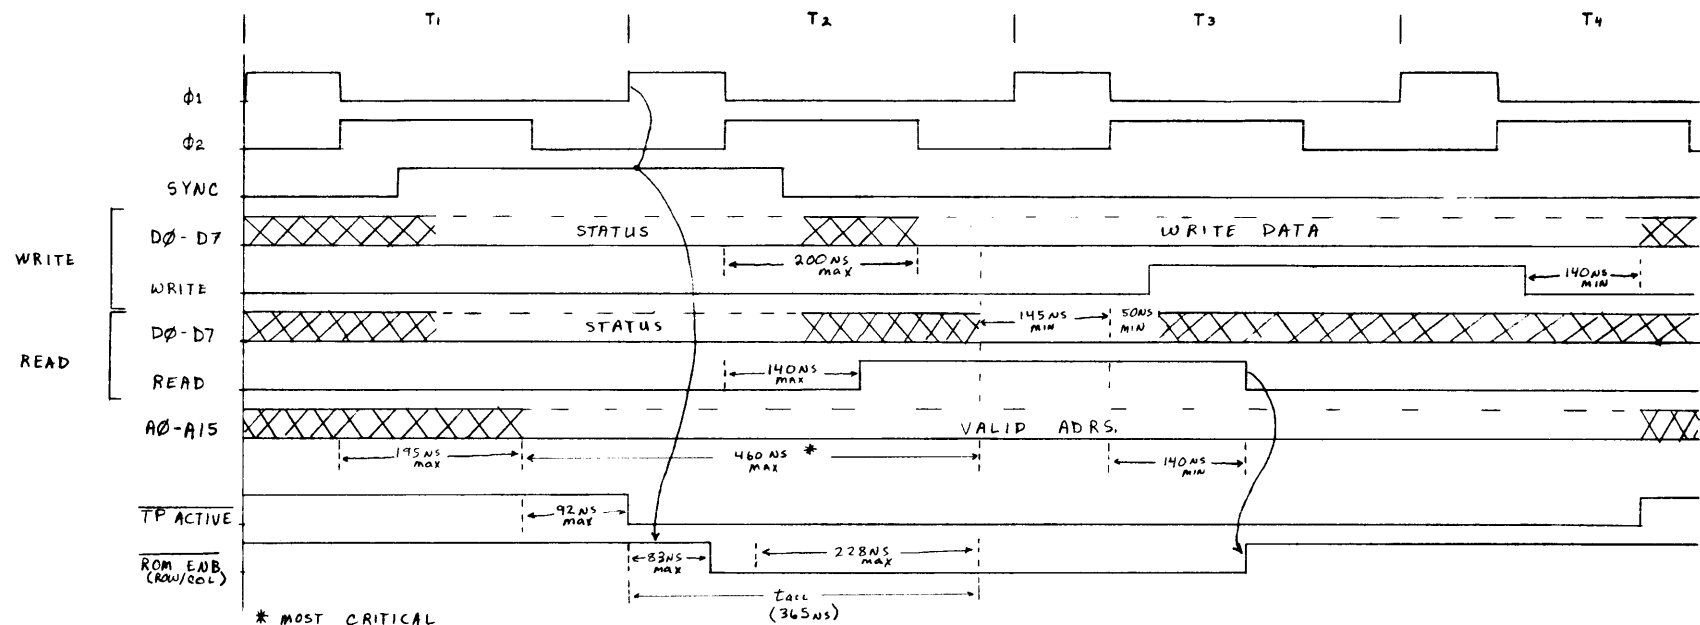 T1 T2 T3 T4
φ1
φ2
SYNC
WRITE
DØ-D7 STATUS WRITE DATA
200NS MAX
WRITE 140NS MIN
READ
DØ-D7 STATUS 145NS MIN 50NS MIN
READ 140NS MAX
AØ-A15 VALID ADRS.
195NS MAX 460NS MAX * 140NS MIN
TP ACTIVE 92NS MAX
ROM ENB 83NS MAX 228NS MAX
(ROW/COL)
tacc
(365NS)
* MOST CRITICAL